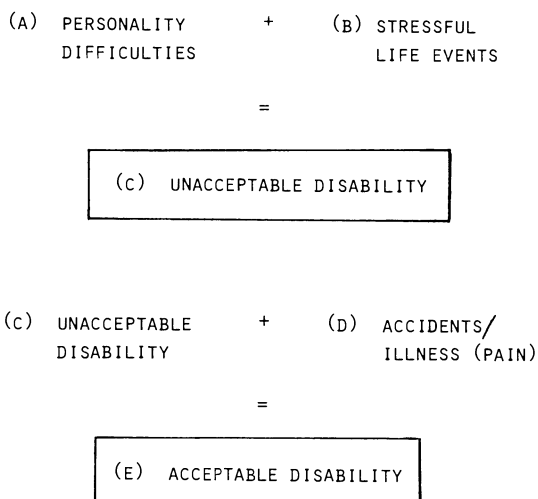 (A) PERSONALITY + (B) STRESSFUL
DIFFICULTIES LIFE EVENTS
=
(C) UNACCEPTABLE DISABILITY
(C) UNACCEPTABLE + (D) ACCIDENTS/
DISABILITY ILLNESS (PAIN)
=
(E) ACCEPTABLE DISABILITY